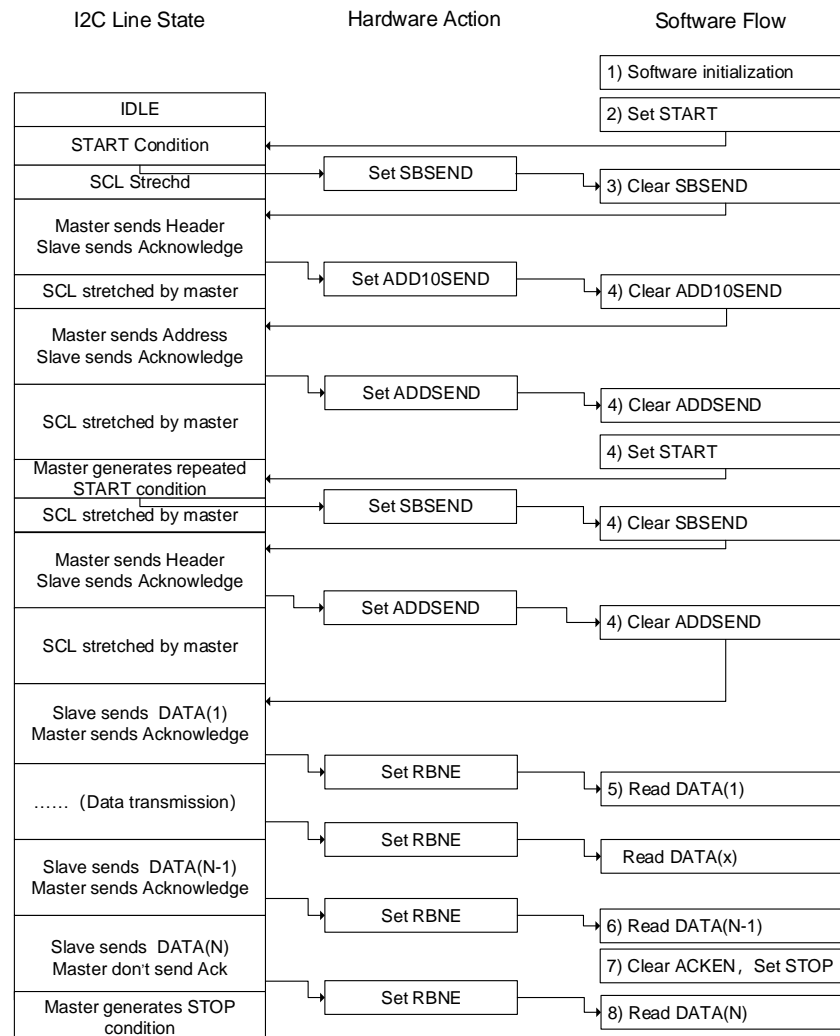 I2C Line State Hardware Action Software Flow
1) Software initialization
IDLE
2) Set START
START Condition
Set SBSEND
SCL Strechd
3) Clear SBSEND
Master sends Header
Slave sends Acknowledge
Set ADD10SEND
SCL stretched by master
4) Clear ADD10SEND
Master sends Address
Slave sends Acknowledge
Set ADDSEND
4) Clear ADDSEND
SCL stretched by master
4) Set START
Master generates repeated
START condition
Set SBSEND
SCL stretched by master
4) Clear SBSEND
Master sends Header
Slave sends Acknowledge
Set ADDSEND
4) Clear ADDSEND
SCL stretched by master
Slave sends DATA(1)
Master sends Acknowledge
Set RBNE
5) Read DATA(1)
...... (Data transmission)
Set RBNE
Read DATA(x)
Slave sends DATA(N-1)
Master sends Acknowledge
Set RBNE
6) Read DATA(N-1)
Slave sends DATA(N)
Master don't send Ack
7) Clear ACKEN, Set STOP
Set RBNE
8) Read DATA(N)
Master generates STOP
condition